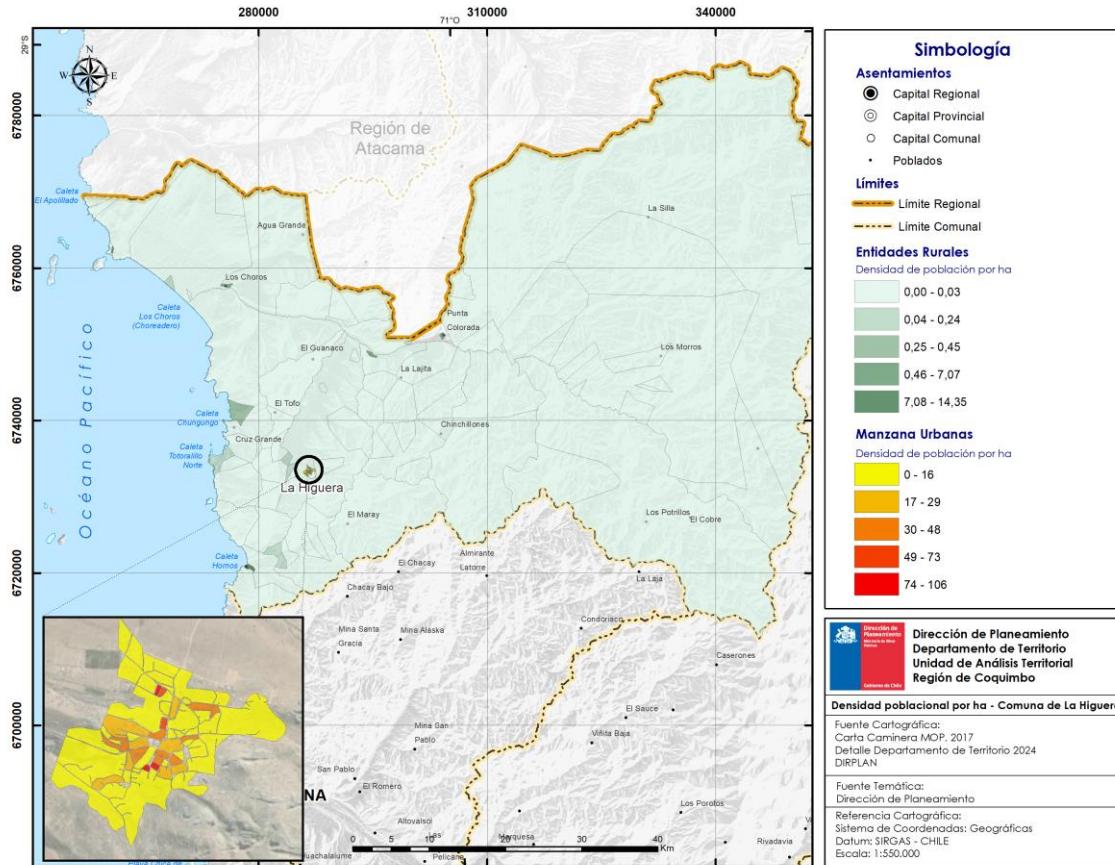 280000
310000
340000
71°O
29°S
6780000
6760000
6740000
6720000
6700000
N
W
E
S
Región de
Atacama
Caleta
El Apolillado
Agua Grande
La Silla
Los Choros
Caleta
Los Choros
(Choreadero)
Punta
Colorada
El Guanaco
Los Morros
La Lajita
Océano Pacífico
El Tofo
Caleta
Chungungo
Cruz Grande
Chinchillones
Caleta
Totoralillo
Norte
La Higuera
El Maray
Los Potrillos
El Cobre
Almirante
Latorre
Caleta
Hornos
El Chacay
La Laja
Chacay Bajo
Mina Santa
Gracia
Mina Alaska
Condoriaco
Caserones
El Sauce
Mina San
Pablo
Viñita Baja
San Pablo
El Romero
NA
Los Porotos
Altovalsol
Las
Marquesa
Rivadavia
Pelicana
0 5 10 20 30 40
Km
Simbología
Asentamientos
Capital Regional
Capital Provincial
Capital Comunal
Poblados
Límites
Límite Regional
Límite Comunal
Entidades Rurales
Densidad de población por ha
0,00 - 0,03
0,04 - 0,24
0,25 - 0,45
0,46 - 7,07
7,08 - 14,35
Manzana Urbanas
Densidad de población por ha
0 - 16
17 - 29
30 - 48
49 - 73
74 - 106
Dirección de
Planeamiento
Gobierno de Chile
Dirección de Planeamiento
Departamento de Territorio
Unidad de Análisis Territorial
Región de Coquimbo
Densidad poblacional por ha - Comuna de La Higuera
Fuente Cartográfica:
Carta Caminera MOP. 2017
Detalle Departamento de Territorio 2024
DIRPLAN
Fuente Temática:
Dirección de Planeamiento
Referencia Cartográfica:
Sistema de Coordenadas: Geográficas
Datum: SIRGAS - CHILE
Escala: 1:550.000